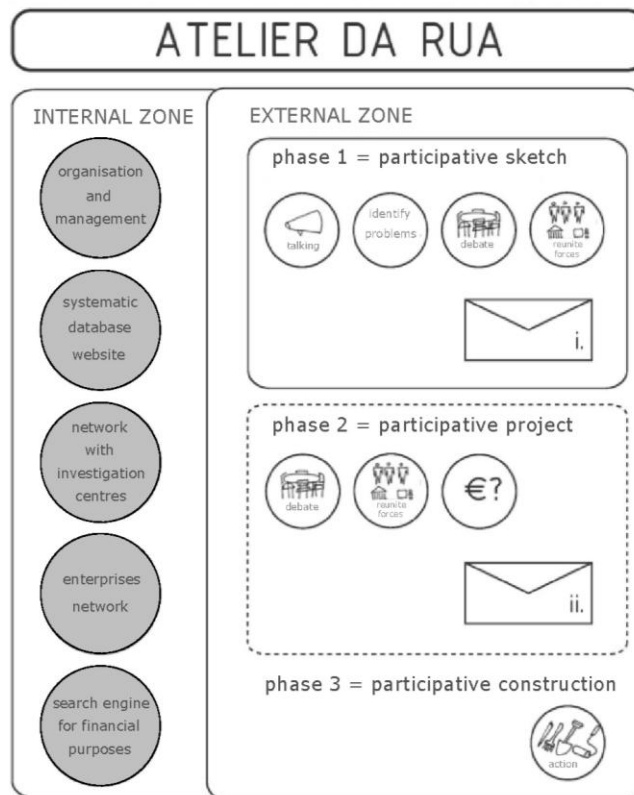 ATELIER DA RUA
INTERNAL ZONE
organisation
and
management
systematic
database
website
network
with
investigation
centres
enterprises
network
search engine
for financial
purposes
EXTERNAL ZONE
phase 1 = participative sketch
talking
Identify
problems
debate
reunite
forces
i.
phase 2 = participative project
debate
reunite
forces
€?
ii.
phase 3 = participative construction
action